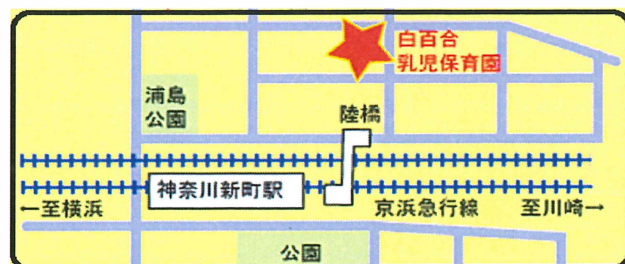 白百合
乳児保育園
浦島
公園
陸橋
神奈川新町駅
←至横浜
京浜急行線
至川崎→
公園